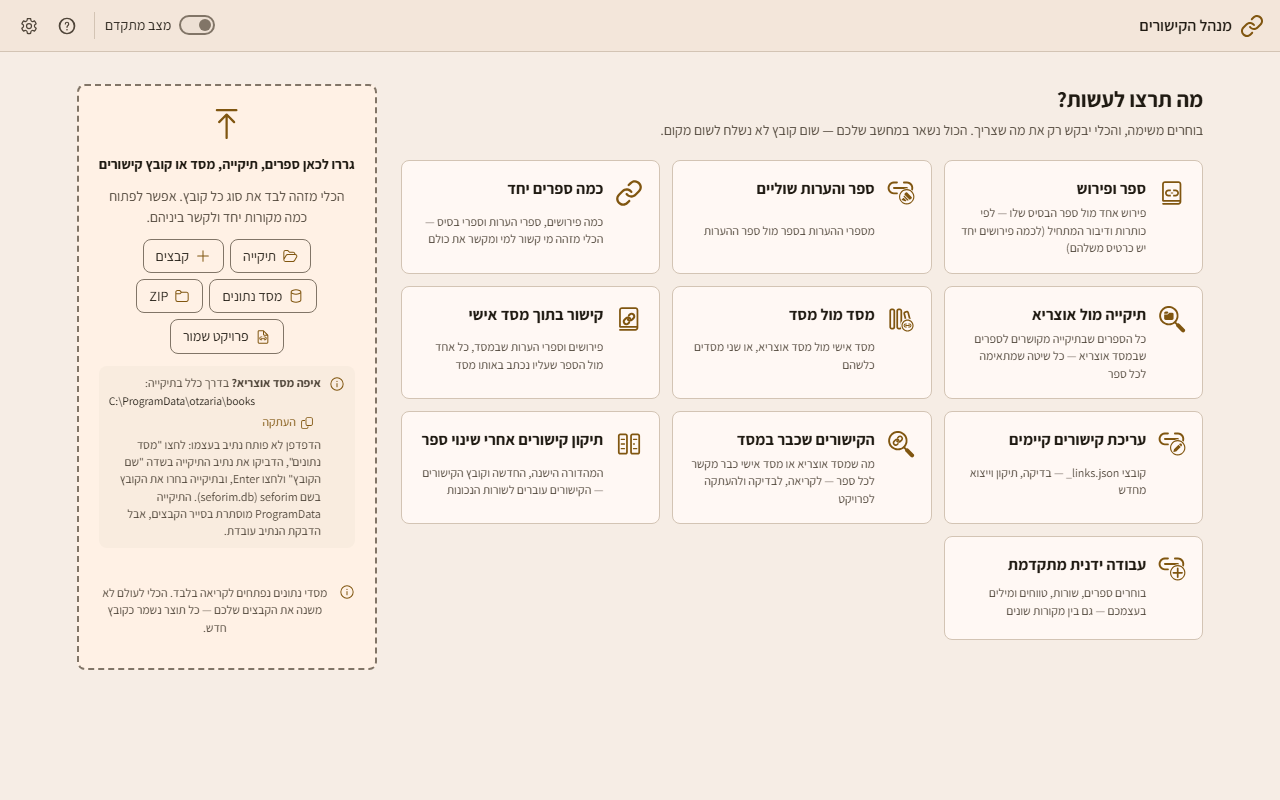 מנהל הקישורים
מצב מתקדם
מה תרצו לעשות?
בוחרים משימה, והכלי יבקש רק את מה שצריך. הכול נשאר במחשב שלכם — שום קובץ לא נשלח לשום מקום.
ספר ופירוש
פירוש אחד מול ספר הבסיס שלו — לפי
כותרות ודיבור המתחיל (לכמה פירושים יחד
יש כרטיס משלהם)
ספר והערות שוליים
מספרי ההערות בספר מול ספר ההערות
כמה ספרים יחד
כמה פירושים, ספרי הערות וספרי בסיס —
הכלי מזהה מי קשור למי ומקשר את כולם
תיקייה מול אוצריא
כל הספרים שבתיקייה מקושרים לספרים
שבמסד אוצריא — כל שיטה שמתאימה
לכל ספר
מסד מול מסד
מסד אישי מול מסד אוצריא, או שני מסדים
כלשהם
קישור בתוך מסד אישי
פירושים וספרי הערות שבמסד, כל אחד
מול הספר שעליו נכתב באותו מסד
עריכת קישורים קיימים
קובצי links.json_ — בדיקה, תיקון וייצוא
מחדש
הקישורים שכבר במסד
מה שמסד אוצריא או מסד אישי כבר מקשר
לכל ספר — לקריאה, לבדיקה ולהעתקה
לפרויקט
תיקון קישורים אחרי שינוי ספר
המהדורה הישנה, החדשה וקובץ הקישורים
— הקישורים עוברים לשורות הנכונות
עבודה ידנית מתקדמת
בוחרים ספרים, שורות, טווחים ומילים
בעצמכם — גם בין מקורות שונים
גררו לכאן ספרים, תיקייה, מסד או קובץ קישורים
הכלי מזהה לבד את סוג כל קובץ. אפשר לפתוח
כמה מקורות יחד ולקשר ביניהם.
תיקייה
קבצים
מסד נתונים
ZIP
פרויקט שמור
איפה מסד אוצריא? בדרך כלל בתיקייה:
C:\ProgramData\otzaria\books
העתקה
הדפדפן לא פותח נתיב בעצמו: לחצו "מסד
נתונים", הדביקו את נתיב התיקייה בשדה "שם
הקובץ" ולחצו Enter, ובתיקייה בחרו את הקובץ
בשם seforim (seforim.db). התיקייה
ProgramData מוסתרת בסייר הקבצים, אבל
הדבקת הנתיב עובדת.
מסדי נתונים נפתחים לקריאה בלבד. הכלי לעולם לא
משנה את הקבצים שלכם — כל תוצר נשמר כקובץ
חדש.